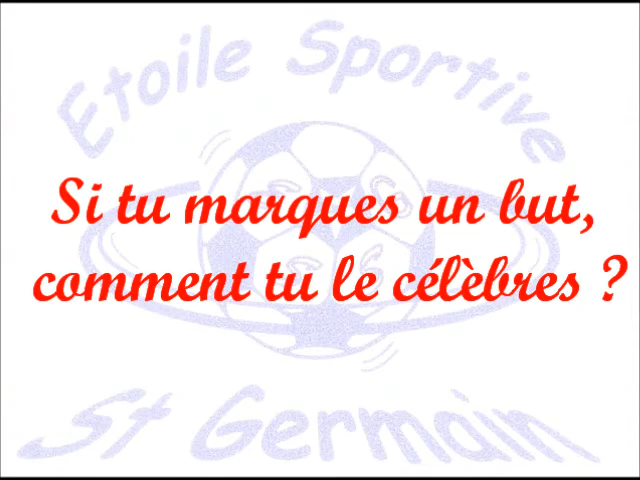 Etoile Sportive
Si tu marques un but,
comment tu le célèbres ?
St Germain